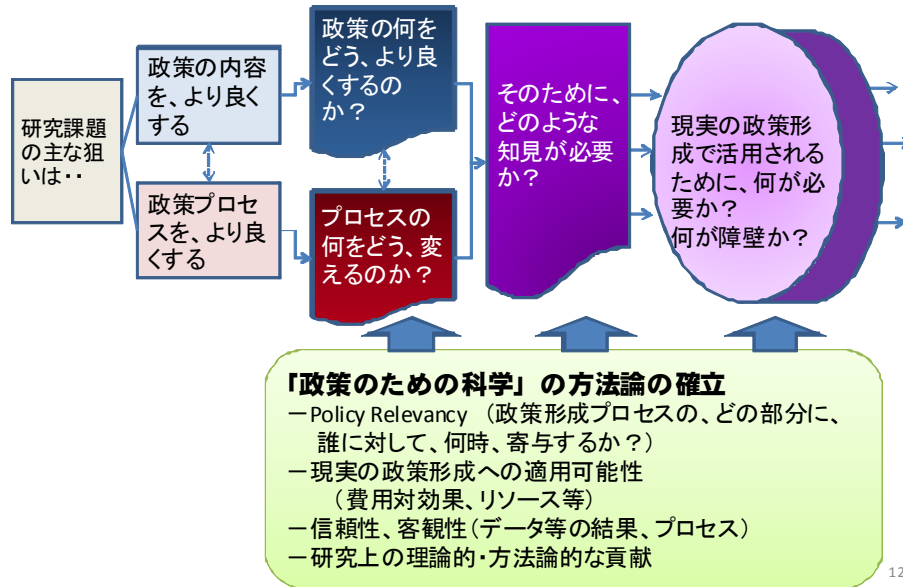 研究課題
の主な狙
いは・・
政策の内容
を、より良く
する
政策プロセ
スを、より良
くする
政策の何を
どう、より良
くするの
か？
プロセスの
何をどう、変
えるのか？
そのために、
どのような
知見が必要
か？
現実の政策形
成で活用される
ために、何が必
要か？
何が障壁か？
「政策のための科学」の方法論の確立
－Policy Relevancy （政策形成プロセスの、どの部分に、
誰に対して、何時、寄与するか？）
－現実の政策形成への適用可能性
（費用対効果、リソース等）
－信頼性、客観性（データ等の結果、プロセス）
－研究上の理論的・方法論的な貢献
12